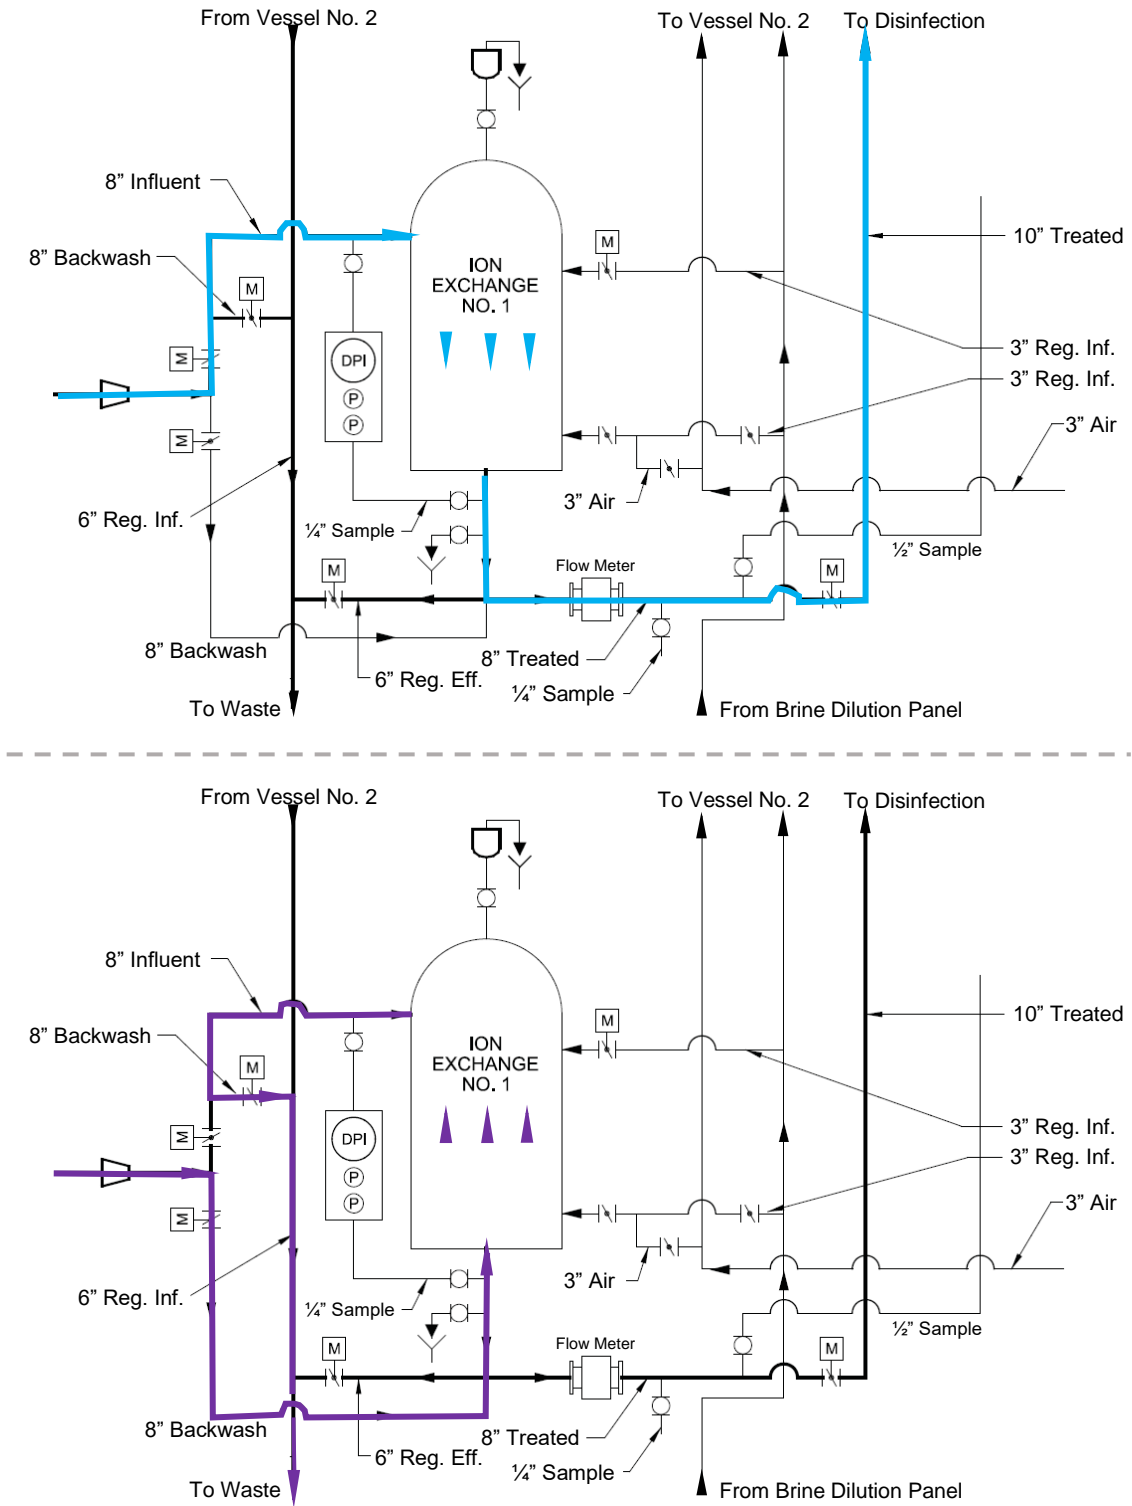 From Vessel No. 2
To Vessel No. 2
To Disinfection
8” Influent
8” Backwash
M
M
M
ION
EXCHANGE
NO. 1
DPI
P
P
M
10” Treated
3” Reg. Inf.
3” Reg. Inf.
3” Air
6” Reg. Inf.
¼” Sample
3” Air
½” Sample
Flow Meter
M
M
8” Backwash
8” Treated
6” Reg. Eff.
¼” Sample
To Waste
From Brine Dilution Panel
From Vessel No. 2
To Vessel No. 2
To Disinfection
8” Influent
8” Backwash
M
M
M
ION
EXCHANGE
NO. 1
DPI
P
P
M
10” Treated
3” Reg. Inf.
3” Reg. Inf.
3” Air
6” Reg. Inf.
¼” Sample
3” Air
½” Sample
Flow Meter
M
M
8” Backwash
8” Treated
6” Reg. Eff.
¼” Sample
To Waste
From Brine Dilution Panel